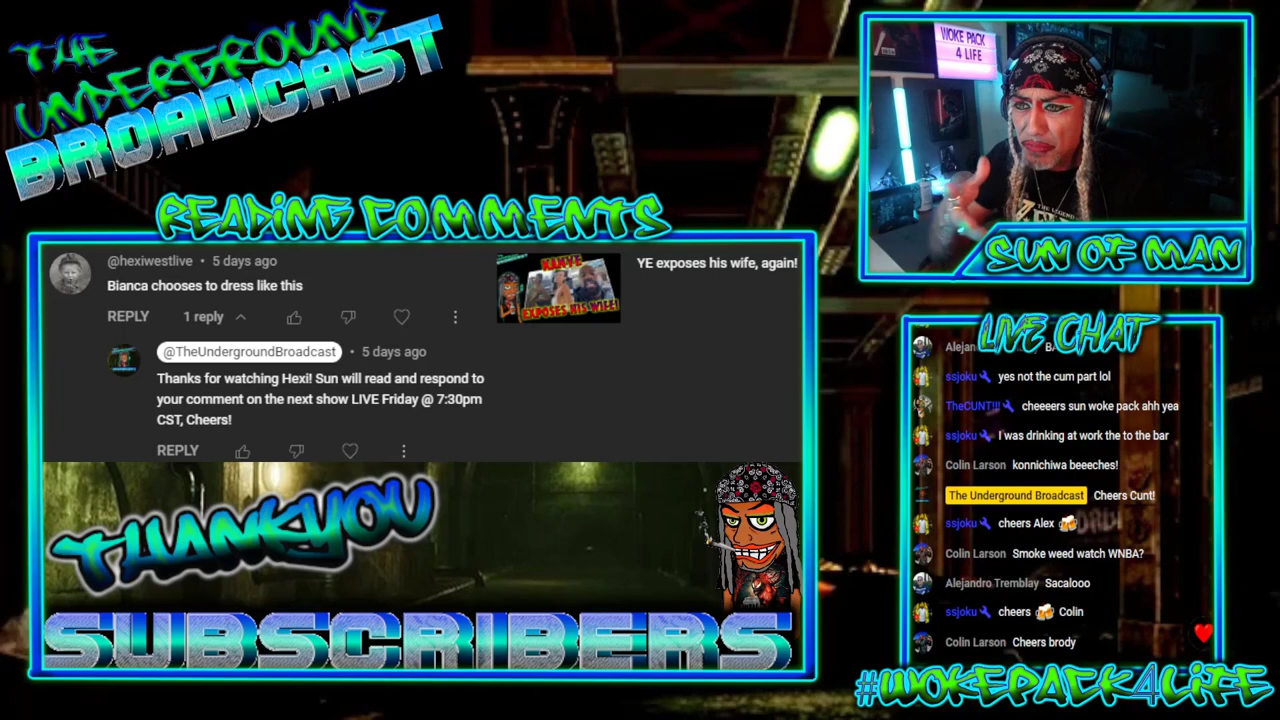 THE
UNDERGROUND
BROADCAST
WOKE PACK
4 LIFE
SUN OF MAN
READING COMMENTS
@hexiwestlive • 5 days ago
Bianca chooses to dress like this
REPLY 1 reply
KANYE
EXPOSES HIS WIFE!
YE exposes his wife, again!
@TheUndergroundBroadcast • 5 days ago
Thanks for watching Hexi! Sun will read and respond to
your comment on the next show LIVE Friday @ 7:30pm
CST, Cheers!
REPLY
THANKYOU
SUBSCRIBERS
LIVE CHAT
Alejan
ssjoku yes not the cum part lol
TheCUNT!!! cheeeers sun woke pack ahh yea
ssjoku I was drinking at work the to the bar
Colin Larson konnichiwa beeeches!
The Underground Broadcast Cheers Cunt!
ssjoku cheers Alex 🍻
Colin Larson Smoke weed watch WNBA?
Alejandro Tremblay Sacalooo
ssjoku cheers 🍻 Colin
Colin Larson Cheers brody
#WOKEPACK4LIFE